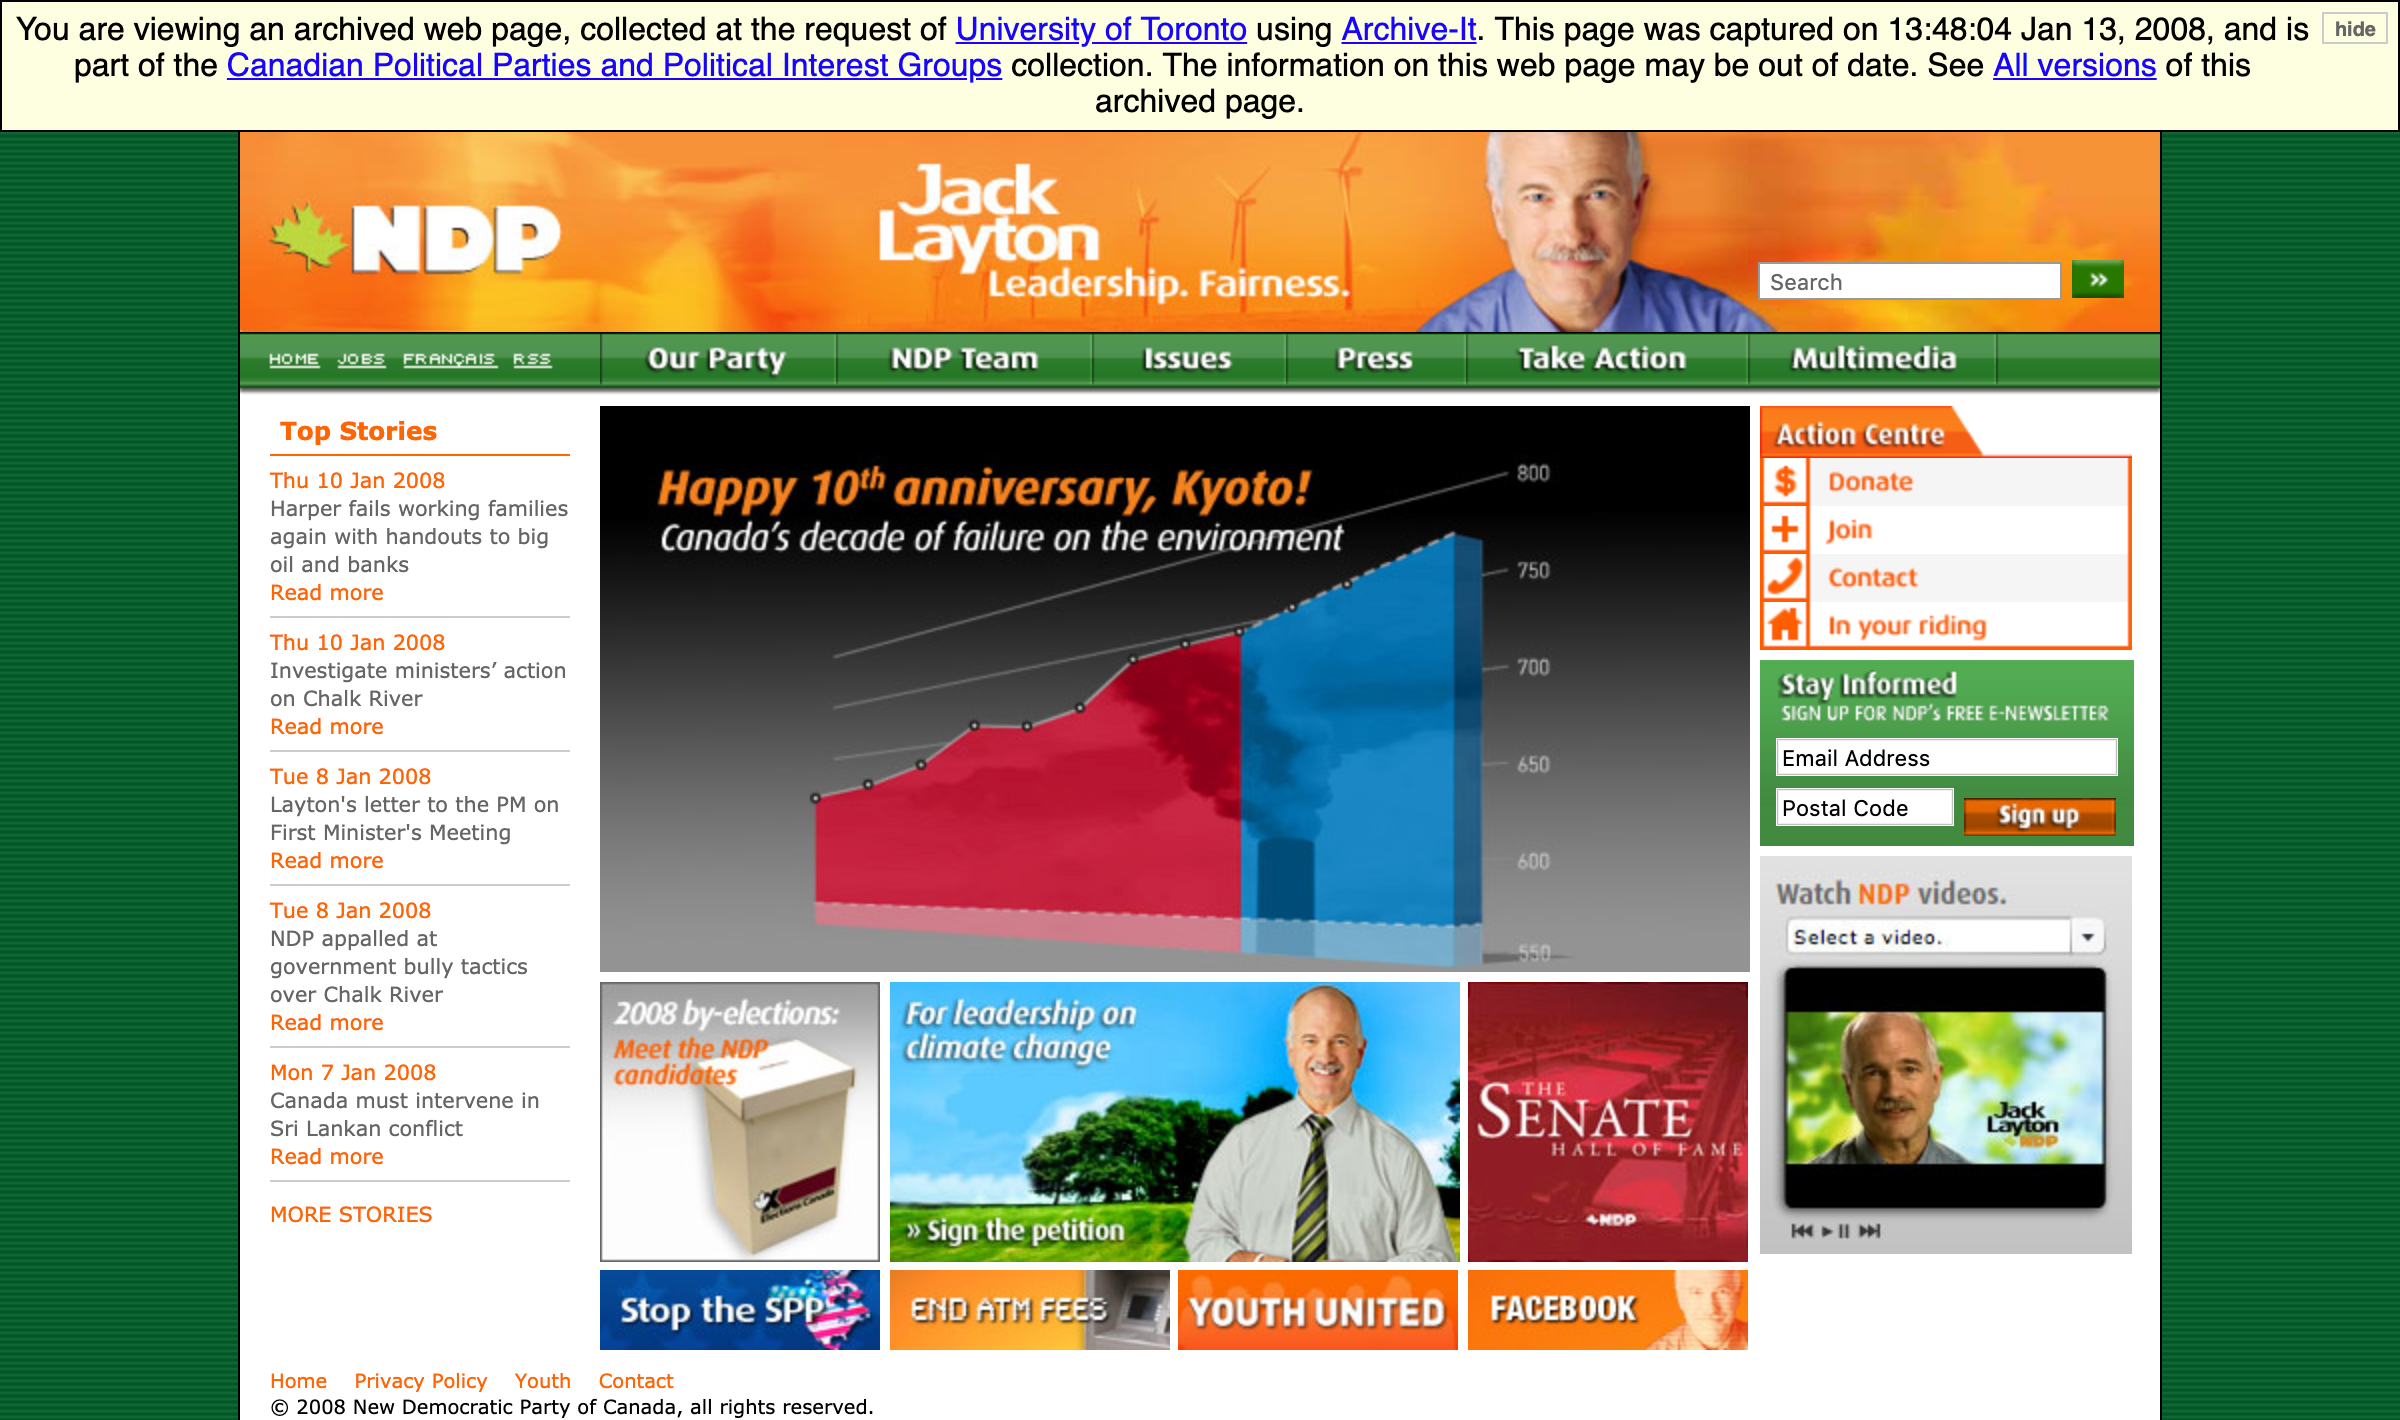 You are viewing an archived web page, collected at the request of University of Toronto using Archive-It. This page was captured on 13:48:04 Jan 13, 2008, and is
part of the Canadian Political Parties and Political Interest Groups collection. The information on this web page may be out of date. See All versions of this
archived page.
hide
NDP
Jack
Layton
Leadership. Fairness.
Search
»
HOME JOBS FRANÇAIS RSS
Our Party
NDP Team
Issues
Press
Take Action
Multimedia
Top Stories
Thu 10 Jan 2008
Harper fails working families
again with handouts to big
oil and banks
Read more
Thu 10 Jan 2008
Investigate ministers’ action
on Chalk River
Read more
Tue 8 Jan 2008
Layton's letter to the PM on
First Minister's Meeting
Read more
Tue 8 Jan 2008
NDP appalled at
government bully tactics
over Chalk River
Read more
Mon 7 Jan 2008
Canada must intervene in
Sri Lankan conflict
Read more
MORE STORIES
Happy 10th anniversary, Kyoto!
Canada’s decade of failure on the environment
800
750
700
650
600
550
2008 by-elections:
Meet the NDP
candidates
Elections Canada
For leadership on
climate change
» Sign the petition
THE
SENATE
HALL OF FAME
NDP
Stop the SPP
END ATM FEES
YOUTH UNITED
FACEBOOK
Action Centre
$ Donate
Join
Contact
In your riding
Stay Informed
SIGN UP FOR NDP's FREE E-NEWSLETTER
Email Address
Postal Code
Sign up
Watch NDP videos.
Select a video.
Jack
Layton
NDP
Home Privacy Policy Youth Contact
© 2008 New Democratic Party of Canada, all rights reserved.